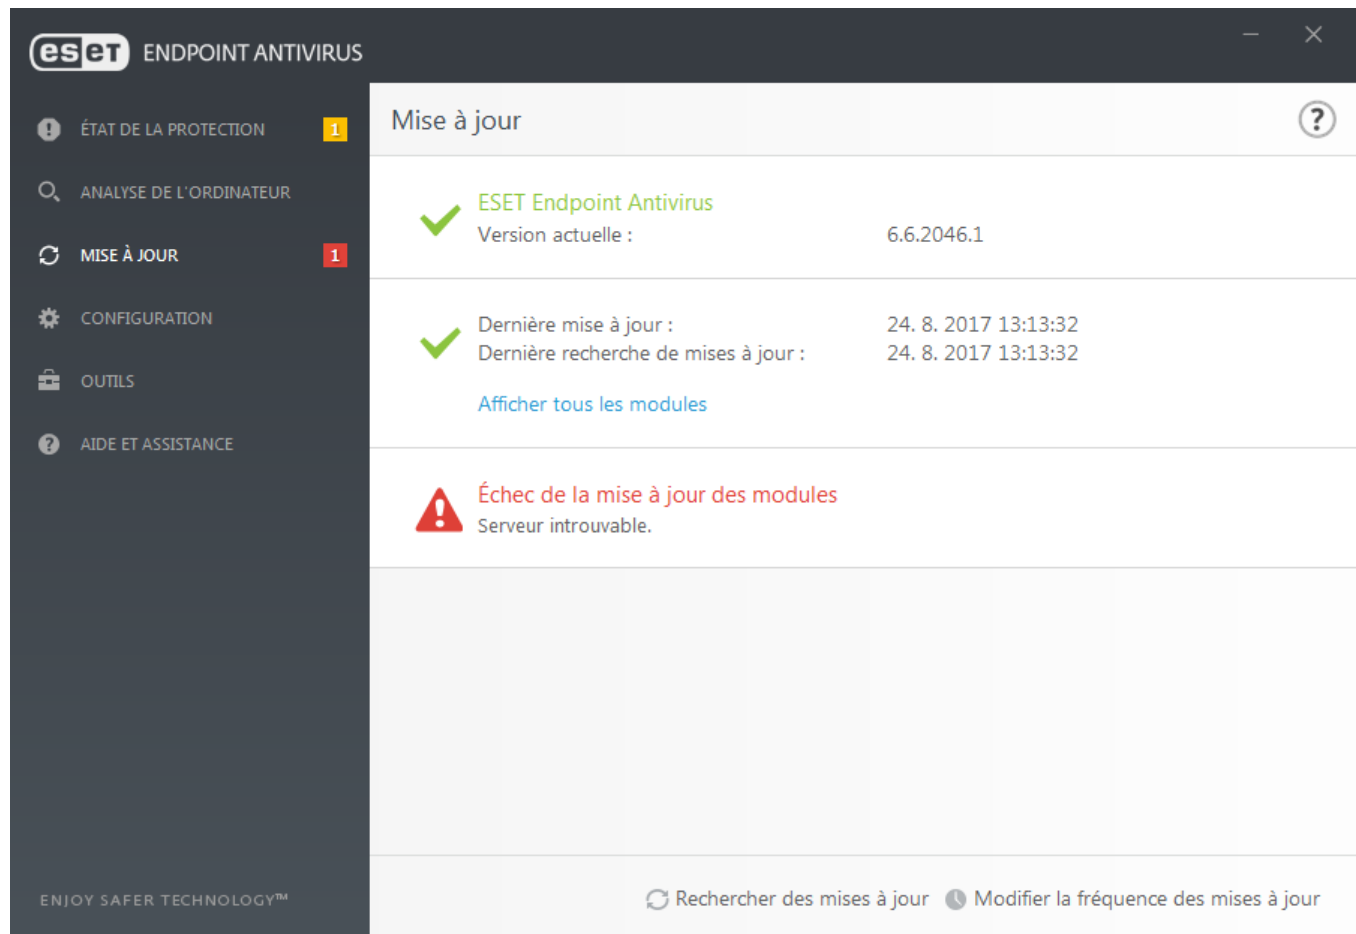 eset ENDPOINT ANTIVIRUS
ÉTAT DE LA PROTECTION 1
ANALYSE DE L'ORDINATEUR
MISE À JOUR 1
CONFIGURATION
OUTILS
AIDE ET ASSISTANCE
ENJOY SAFER TECHNOLOGY™
Mise à jour ?
ESET Endpoint Antivirus
Version actuelle : 6.6.2046.1
Dernière mise à jour : 24. 8. 2017 13:13:32
Dernière recherche de mises à jour : 24. 8. 2017 13:13:32
Afficher tous les modules
Échec de la mise à jour des modules
Serveur introuvable.
Rechercher des mises à jour Modifier la fréquence des mises à jour